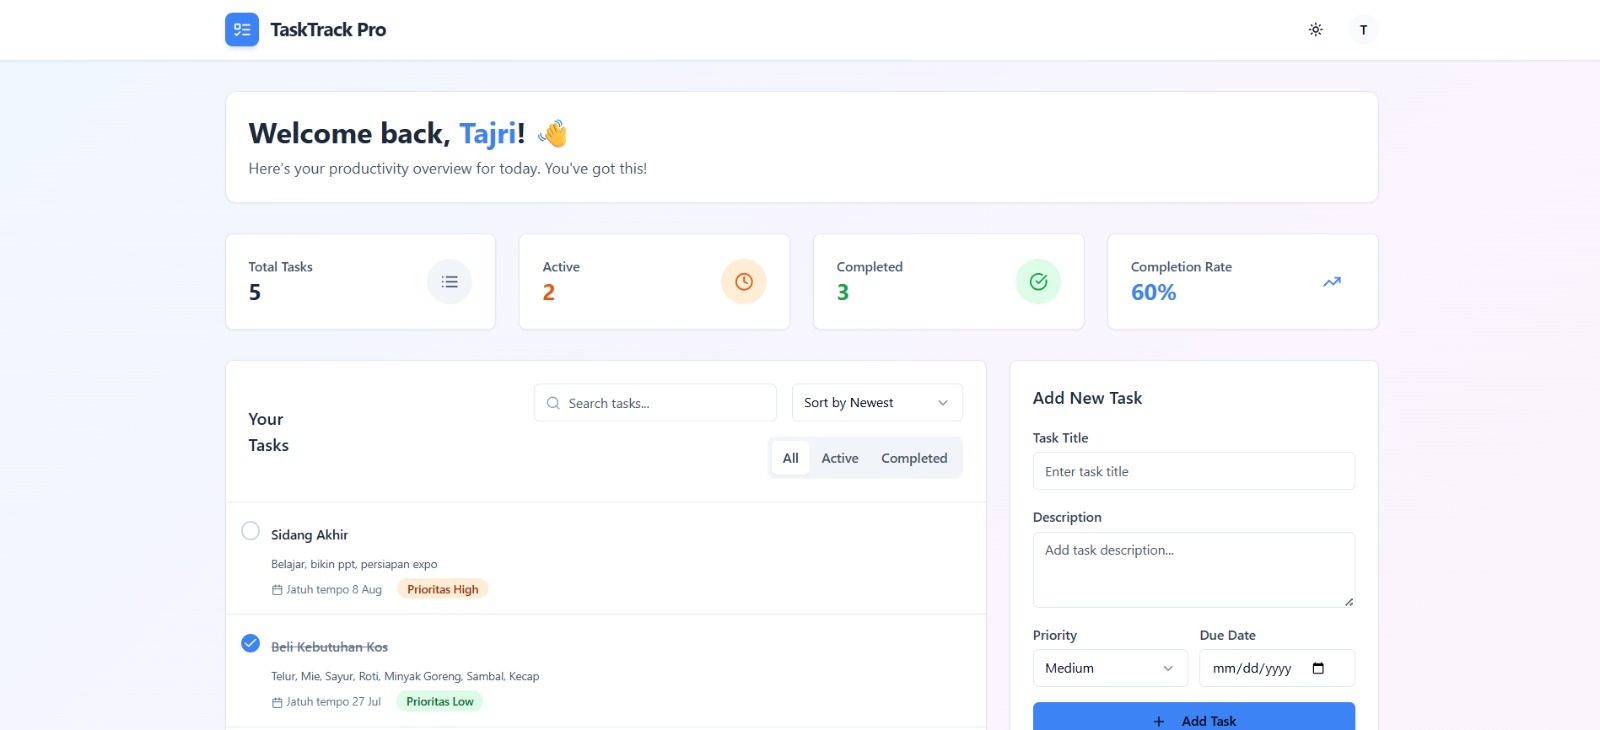 TaskTrack Pro
T
Welcome back, Tajri! 👋
Here's your productivity overview for today. You've got this!
Total Tasks
5
Active
2
Completed
3
Completion Rate
60%
Your
Tasks
Search tasks...
Sort by Newest
All Active Completed
Sidang Akhir
Belajar, bikin ppt, persiapan expo
Jatuh tempo 8 Aug Prioritas High
Beli Kebutuhan Kos
Telur, Mie, Sayur, Roti, Minyak Goreng, Sambal, Kecap
Jatuh tempo 27 Jul Prioritas Low
Add New Task
Task Title
Enter task title
Description
Add task description...
Priority Due Date
Medium mm/dd/yyyy
Add Task